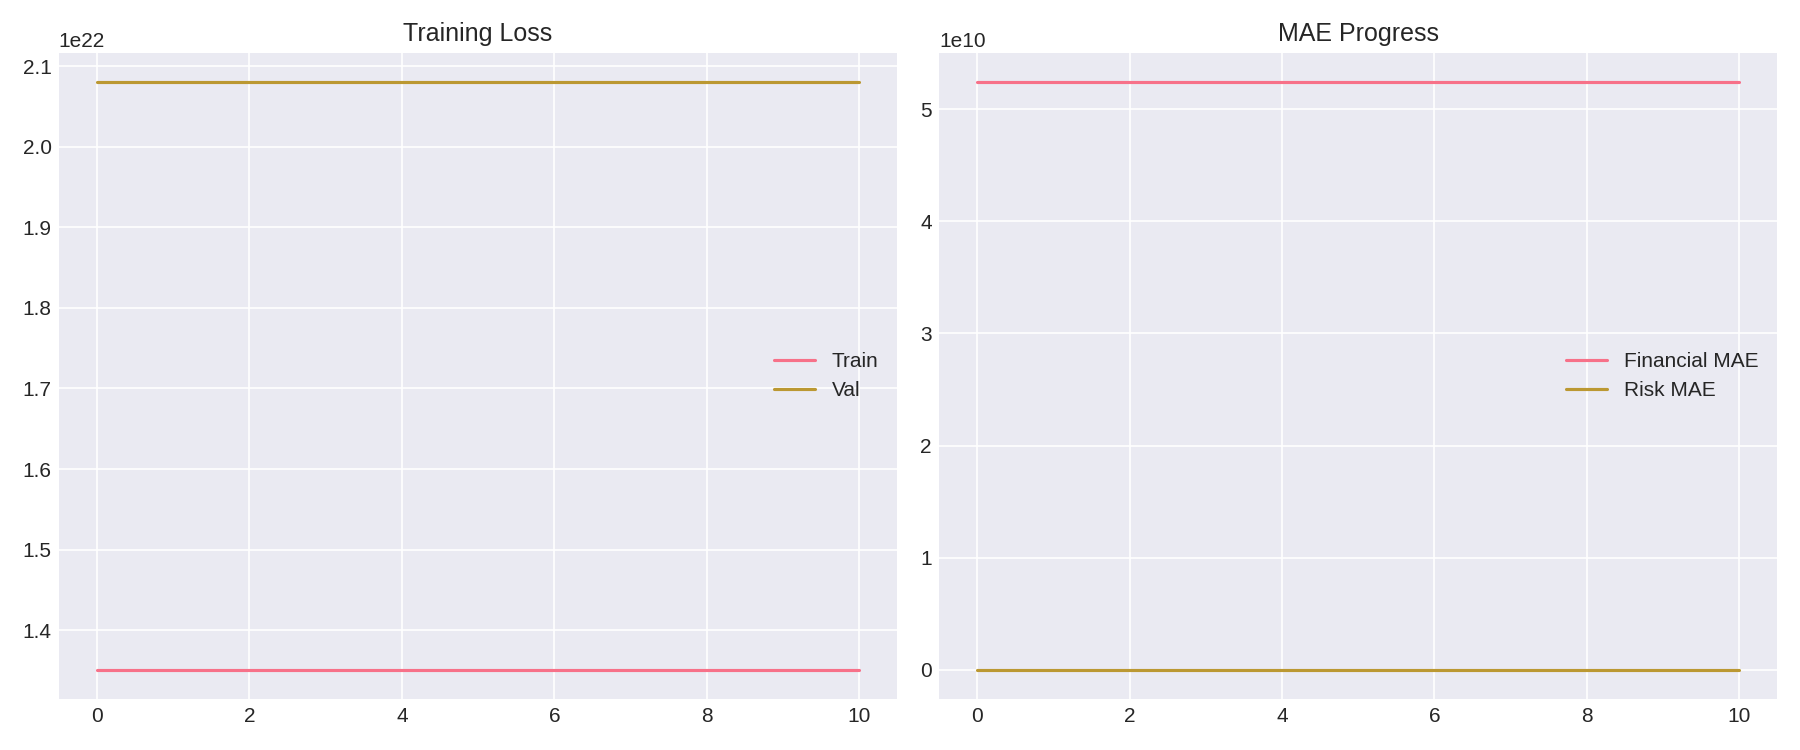 Training Loss
1e22
2.1
2.0
1.9
1.8
1.7
1.6
1.5
1.4
0 2 4 6 8 10
Train
Val
MAE Progress
1e10
5
4
3
2
1
0
0 2 4 6 8 10
Financial MAE
Risk MAE